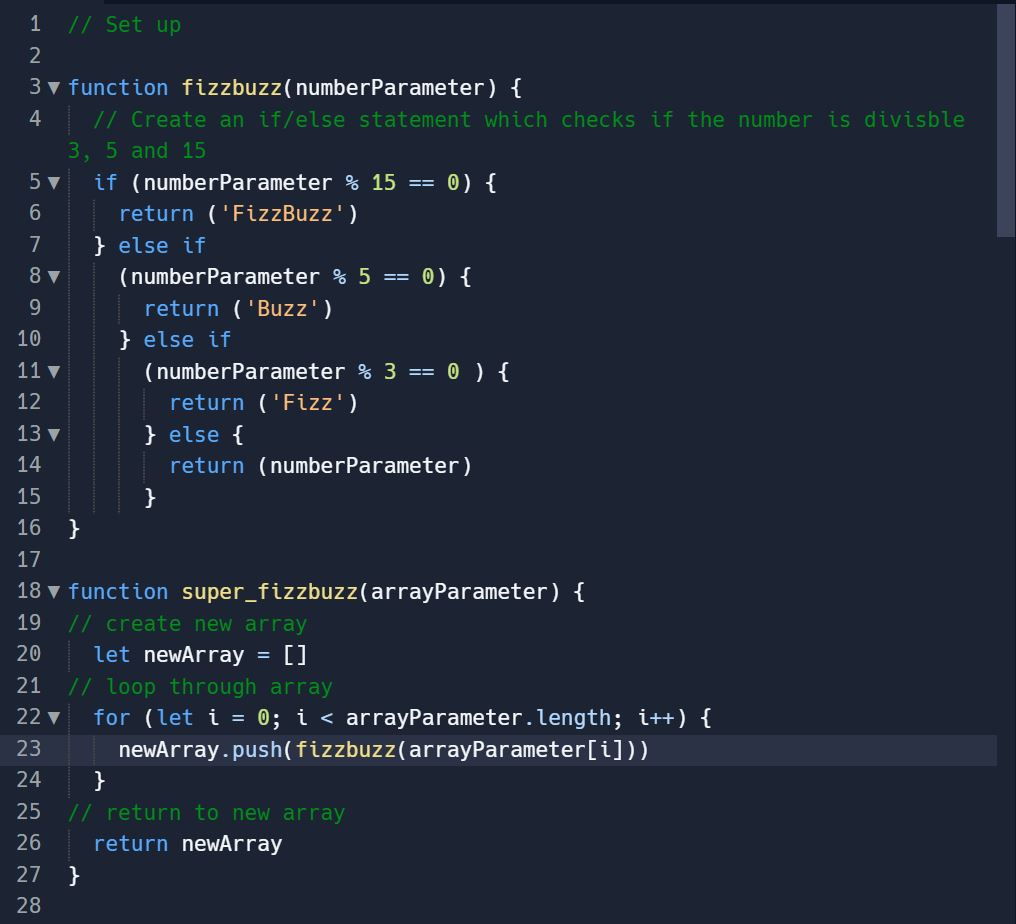 1 // Set up
2
3 ▼ function fizzbuzz(numberParameter) {
4 // Create an if/else statement which checks if the number is divisble
3, 5 and 15
5 ▼ if (numberParameter % 15 == 0) {
6 return ('FizzBuzz')
7 } else if
8 ▼ (numberParameter % 5 == 0) {
9 return ('Buzz')
10 } else if
11 ▼ (numberParameter % 3 == 0 ) {
12 return ('Fizz')
13 ▼ } else {
14 return (numberParameter)
15 }
16 }
17
18 ▼ function super_fizzbuzz(arrayParameter) {
19 // create new array
20 let newArray = []
21 // loop through array
22 ▼ for (let i = 0; i < arrayParameter.length; i++) {
23 newArray.push(fizzbuzz(arrayParameter[i]))
24 }
25 // return to new array
26 return newArray
27 }
28